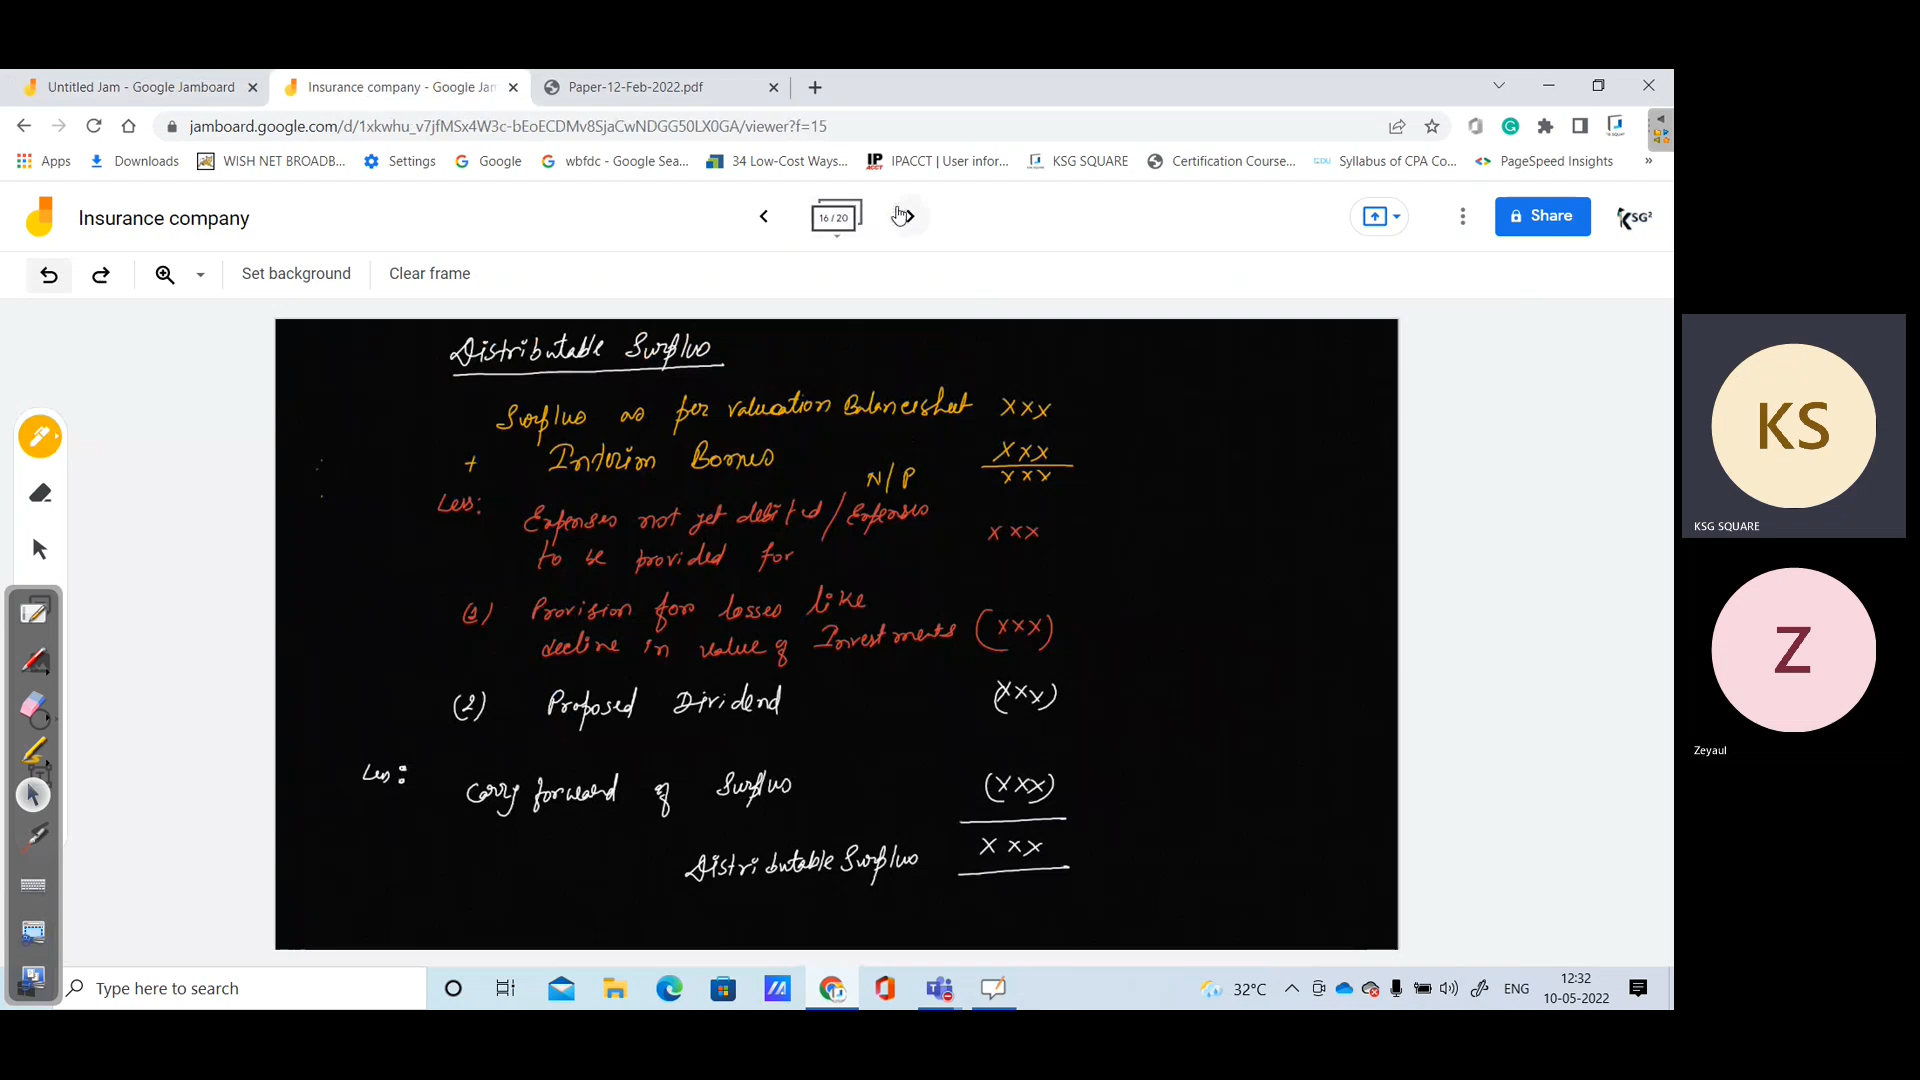 Untitled Jam - Google Jamboard
Insurance company - Google Jam
Paper-12-Feb-2022.pdf
jamboard.google.com/d/1xkwhu_v7jfMSx4W3c-bEoECDMv8SjaCwNDGG50LX0GA/viewer?f=15
Apps
Downloads
WISH NET BROADB...
Settings
Google
wbfdc - Google Sea...
34 Low-Cost Ways...
IPACCT | User infor...
KSG SQUARE
Certification Course...
Syllabus of CPA Co...
PageSpeed Insights
»
Insurance company
16 / 20
Share
KSG²
Set background
Clear frame
Distributable Surplus
Surplus as per valuation Balancesheet XXX
+ Interim Bonus XXX
XXX
N/P
Less: Expenses not yet debited / Expenses
to be provided for XXX
(1) Provision for losses like
decline in value of Investments (XXX)
(2) Proposed Dividend (XXX)
Less: Carry forward of Surplus (XXX)
Distributable Surplus XXX
KS
KSG SQUARE
Z
Zeyaul
Type here to search
32°C
ENG
12:32
10-05-2022